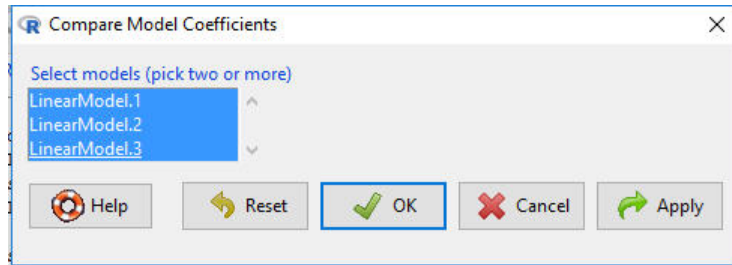 Compare Model Coefficients
Select models (pick two or more)
LinearModel.1
LinearModel.2
LinearModel.3
Help Reset OK Cancel Apply